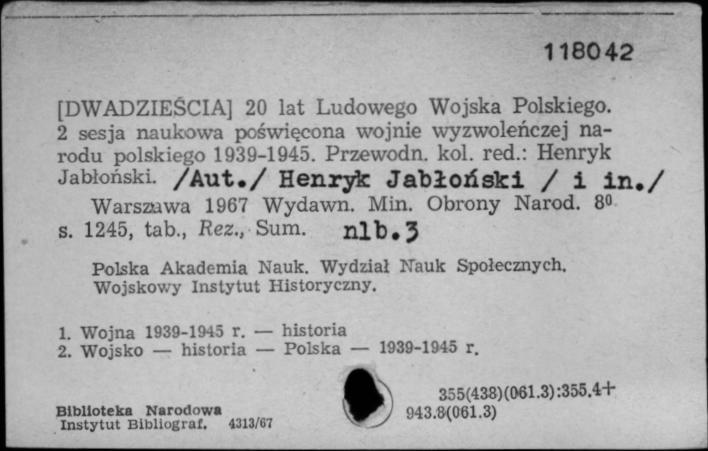 118042
[DWADZIEŚCIA] 20 lat Ludowego Wojska Polskiego.
2 sesja naukowa poświęcona wojnie wyzwoleńczej na-
rodu polskiego 1939-1945. Przewodn. kol. red.: Henryk
Jabłoński. /Aut./ Henryk Jabłoński / i in./
Warszawa 1967 Wydawn. Min. Obrony Narod. 8⁰
s. 1245, tab., Rez., Sum. nlb.3
Polska Akademia Nauk. Wydział Nauk Społecznych.
Wojskowy Instytut Historyczny.
1. Wojna 1939-1945 r. — historia
2. Wojsko — historia — Polska — 1939-1945 r.
355(438)(061.3):355.4+
943.8(061.3)
Biblioteka Narodowa
Instytut Bibliograf. 4313/67